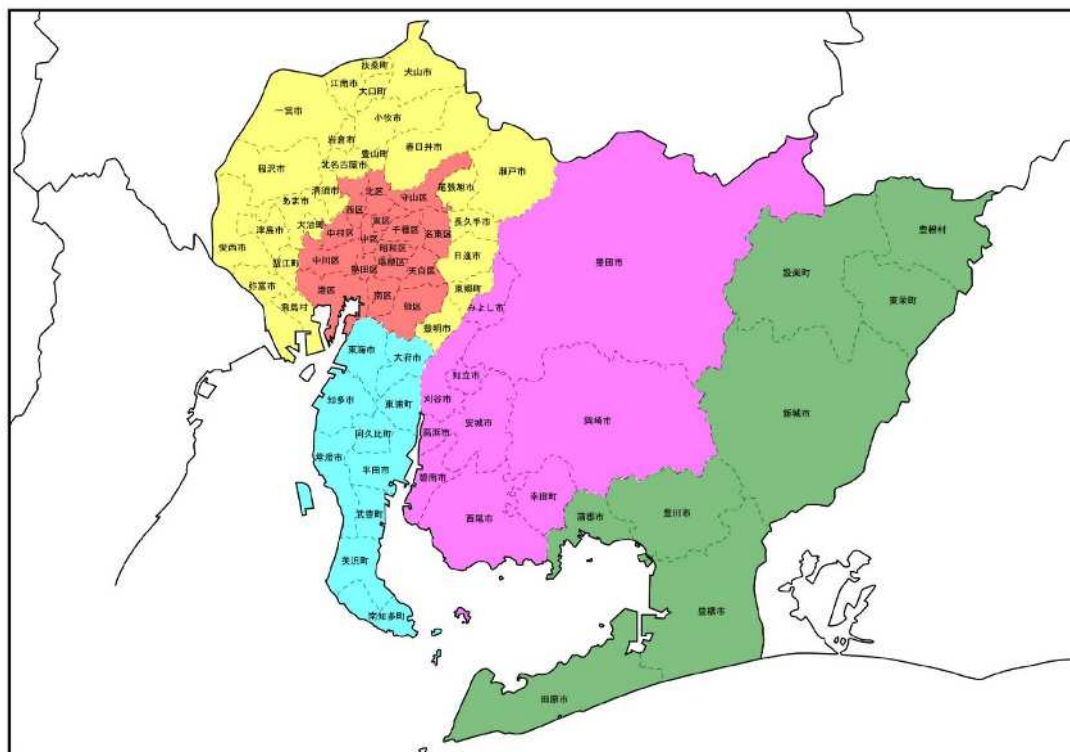 扶桑町
犬山市
江南市
大口町
一宮市
小牧市
岩倉市
豊山町
春日井市
北名古屋市
稲沢市
瀬戸市
清須市
尾張旭市
北区
守山区
あま市
西区
東区
長久手市
津島市
大治町
中村区
中区
千種区
名東区
愛西市
昭和区
日進市
蟹江町
中川区
熱田区
瑞穂区
天白区
弥富市
港区
南区
緑区
東郷町
飛島村
みよし市
豊明市
豊田市
豊根村
設楽町
東栄町
東海市
大府市
知立市
知多市
東浦町
刈谷市
安城市
岡崎市
新城市
阿久比町
高浜市
常滑市
半田市
碧南市
幸田町
西尾市
蒲郡市
豊川市
武豊町
美浜町
南知多町
豊橋市
田原市